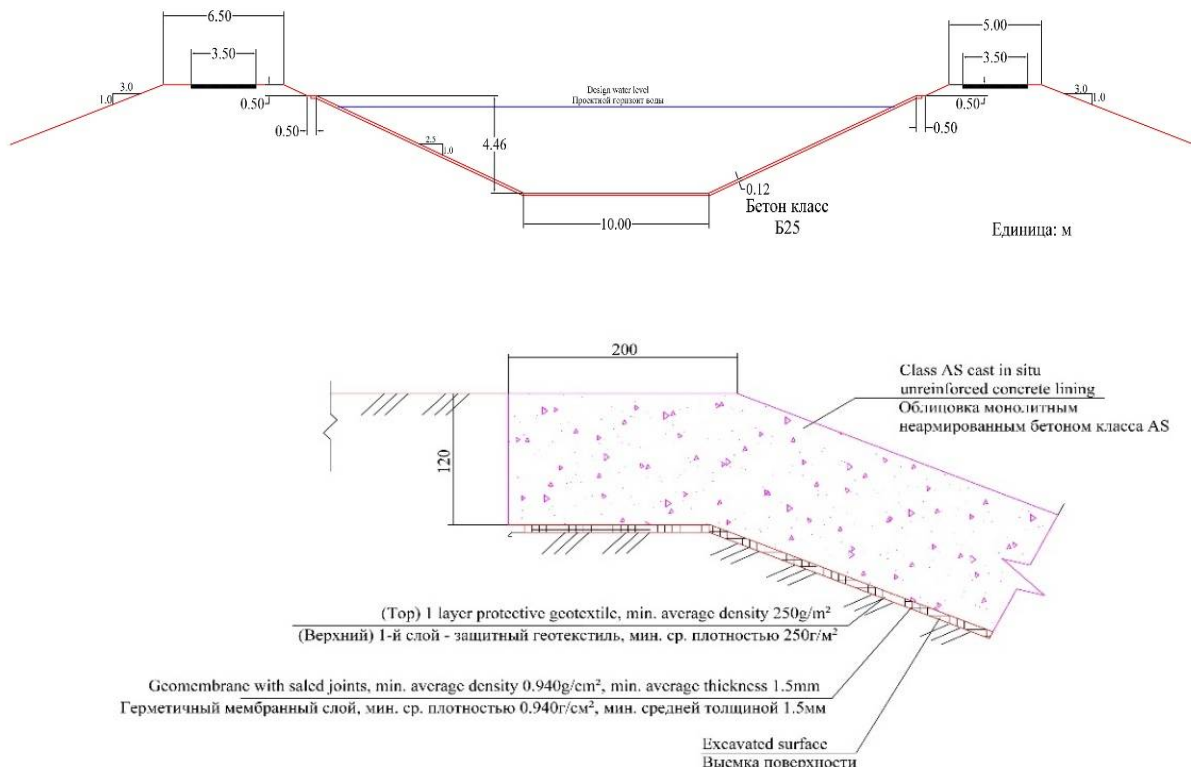 6.50
5.00
3.50
3.50
3.0
1.0
3.0
1.0
0.50
0.50
Design water level
Проектной горизонт воды
0.50
0.50
4.46
2.5
1.0
0.12
Бетон класс
Б25
10.00
Единица: м
200
120
Class AS cast in situ
unreinforced concrete lining
Облицовка монолитным
неармированным бетоном класса AS
(Top) 1 layer protective geotextile, min. average density 250g/m²
(Верхний) 1-й слой - защитный геотекстиль, мин. ср. плотностью 250г/м²
Geomembrane with saled joints, min. average density 0.940g/cm², min. average thickness 1.5mm
Герметичный мембранный слой, мин. ср. плотностью 0.940г/см², мин. средней толщиной 1.5мм
Excavated surface
Выемка поверхности